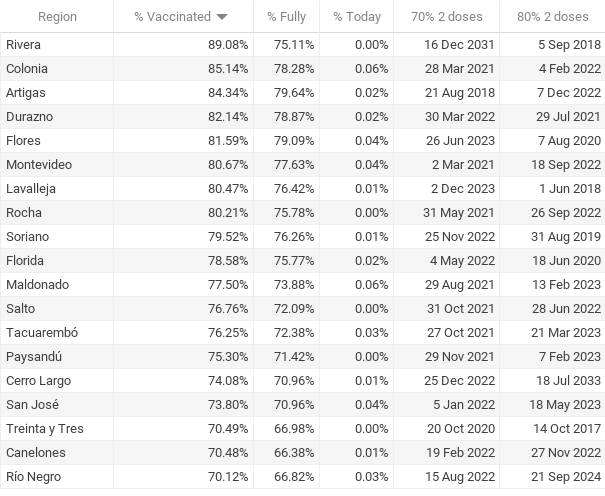 Region % Vaccinated % Fully % Today 70% 2 doses 80% 2 doses
Rivera 89.08% 75.11% 0.00% 16 Dec 2031 5 Sep 2018
Colonia 85.14% 78.28% 0.06% 28 Mar 2021 4 Feb 2022
Artigas 84.34% 79.64% 0.02% 21 Aug 2018 7 Dec 2022
Durazno 82.14% 78.87% 0.02% 30 Mar 2022 29 Jul 2021
Flores 81.59% 79.09% 0.04% 26 Jun 2023 7 Aug 2020
Montevideo 80.67% 77.63% 0.04% 2 Mar 2021 18 Sep 2022
Lavalleja 80.47% 76.42% 0.01% 2 Dec 2023 1 Jun 2018
Rocha 80.21% 75.78% 0.00% 31 May 2021 26 Sep 2022
Soriano 79.52% 76.26% 0.01% 25 Nov 2022 31 Aug 2019
Florida 78.58% 75.77% 0.02% 4 May 2022 18 Jun 2020
Maldonado 77.50% 73.88% 0.06% 29 Aug 2021 13 Feb 2023
Salto 76.76% 72.09% 0.00% 31 Oct 2021 28 Jun 2022
Tacuarembó 76.25% 72.38% 0.03% 27 Oct 2021 21 Mar 2023
Paysandú 75.30% 71.42% 0.00% 29 Nov 2021 7 Feb 2023
Cerro Largo 74.08% 70.96% 0.01% 25 Dec 2022 18 Jul 2033
San José 73.80% 70.96% 0.04% 5 Jan 2022 18 May 2023
Treinta y Tres 70.49% 66.98% 0.00% 20 Oct 2020 14 Oct 2017
Canelones 70.48% 66.38% 0.01% 19 Feb 2022 27 Nov 2022
Río Negro 70.12% 66.82% 0.03% 15 Aug 2022 21 Sep 2024